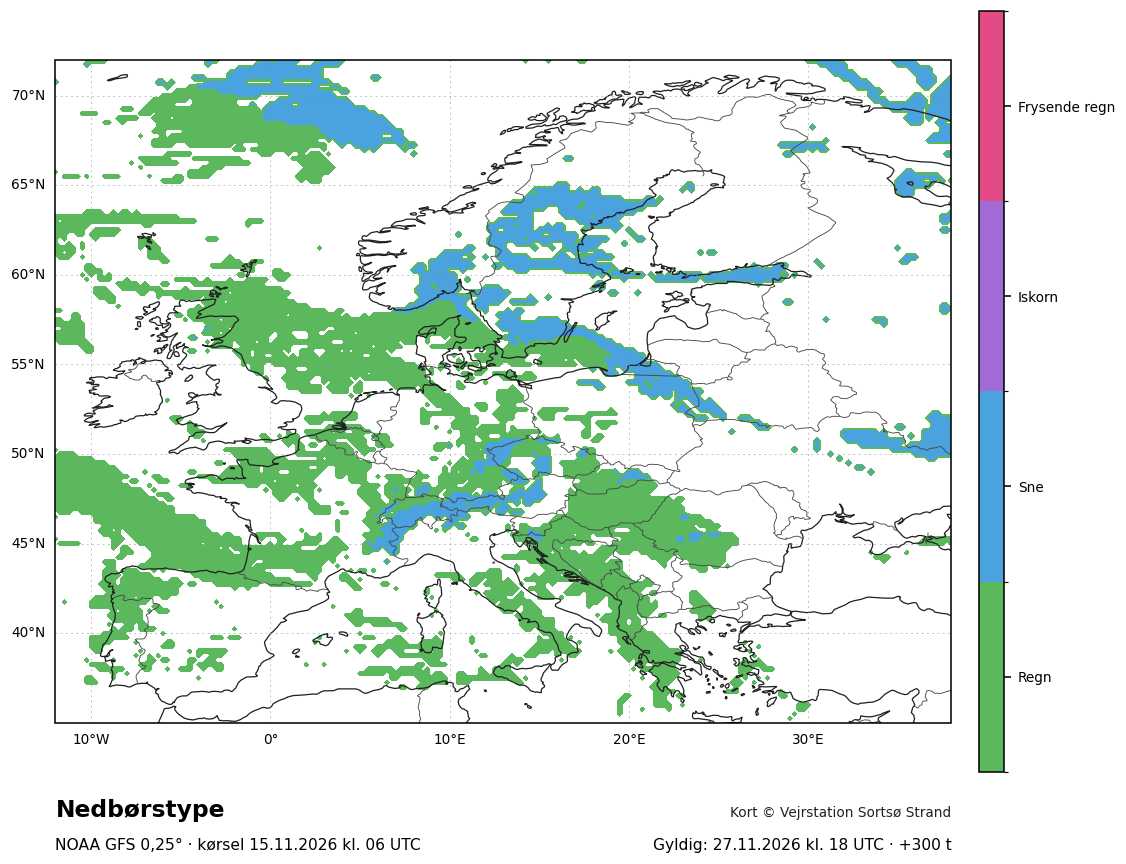 70°N
65°N
60°N
55°N
50°N
45°N
40°N
10°W
0°
10°E
20°E
30°E
Frysende regn
Iskorn
Sne
Regn
Nedbørstype
Kort © Vejrstation Sortsø Strand
NOAA GFS 0,25° · kørsel 15.11.2026 kl. 06 UTC
Gyldig: 27.11.2026 kl. 18 UTC · +300 t